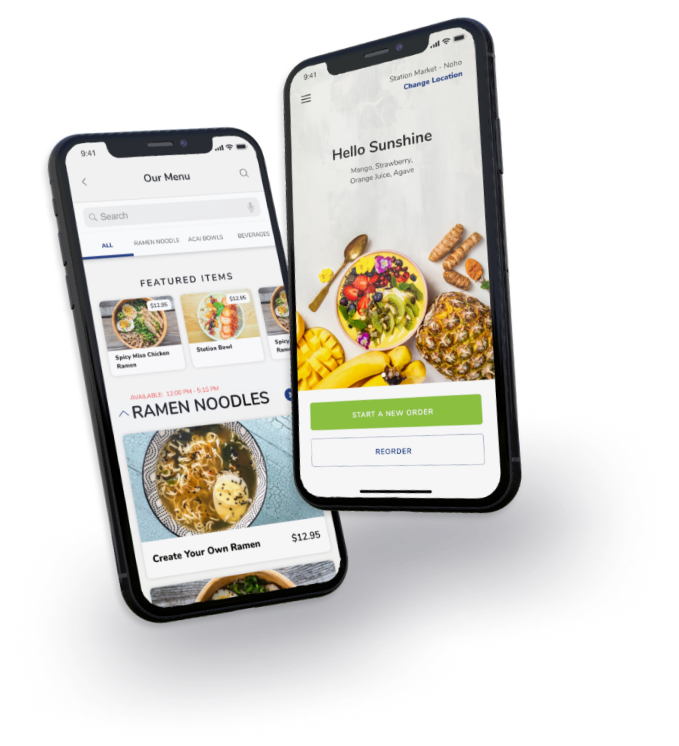 9:41
Our Menu
Search
ALL
RAMEN NOODLE
ACAI BOWLS
BEVERAGES
FEATURED ITEMS
$12.95
Spicy Miso Chicken
Ramen
$12.95
Station Bowl
Spicy
Ramen
AVAILABLE: 12:00 PM - 5:15 PM
RAMEN NOODLES
Create Your Own Ramen
$12.95
9:41
Station Market - Noho
Change Location
Hello Sunshine
Mango, Strawberry,
Orange Juice, Agave
START A NEW ORDER
REORDER